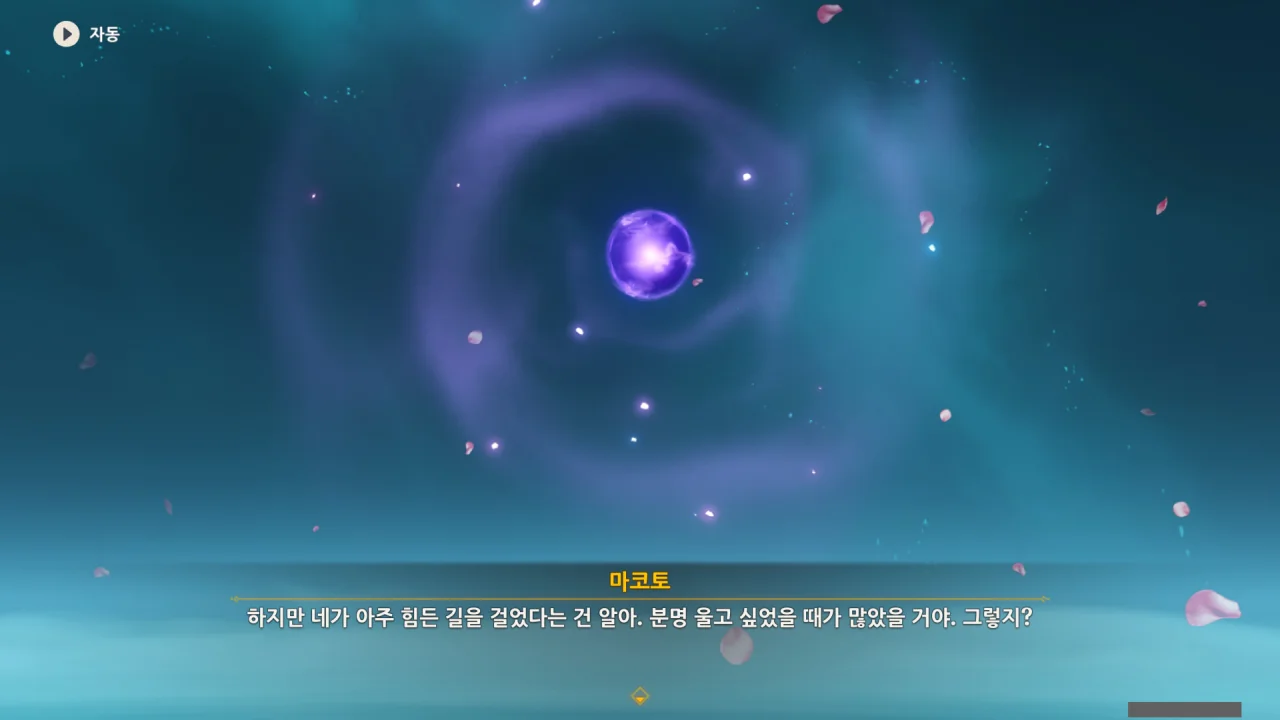 자동
마코토
하지만 네가 아주 힘든 길을 걸었다는 건 알아. 분명 울고 싶었을 때가 많았을 거야. 그렇지?